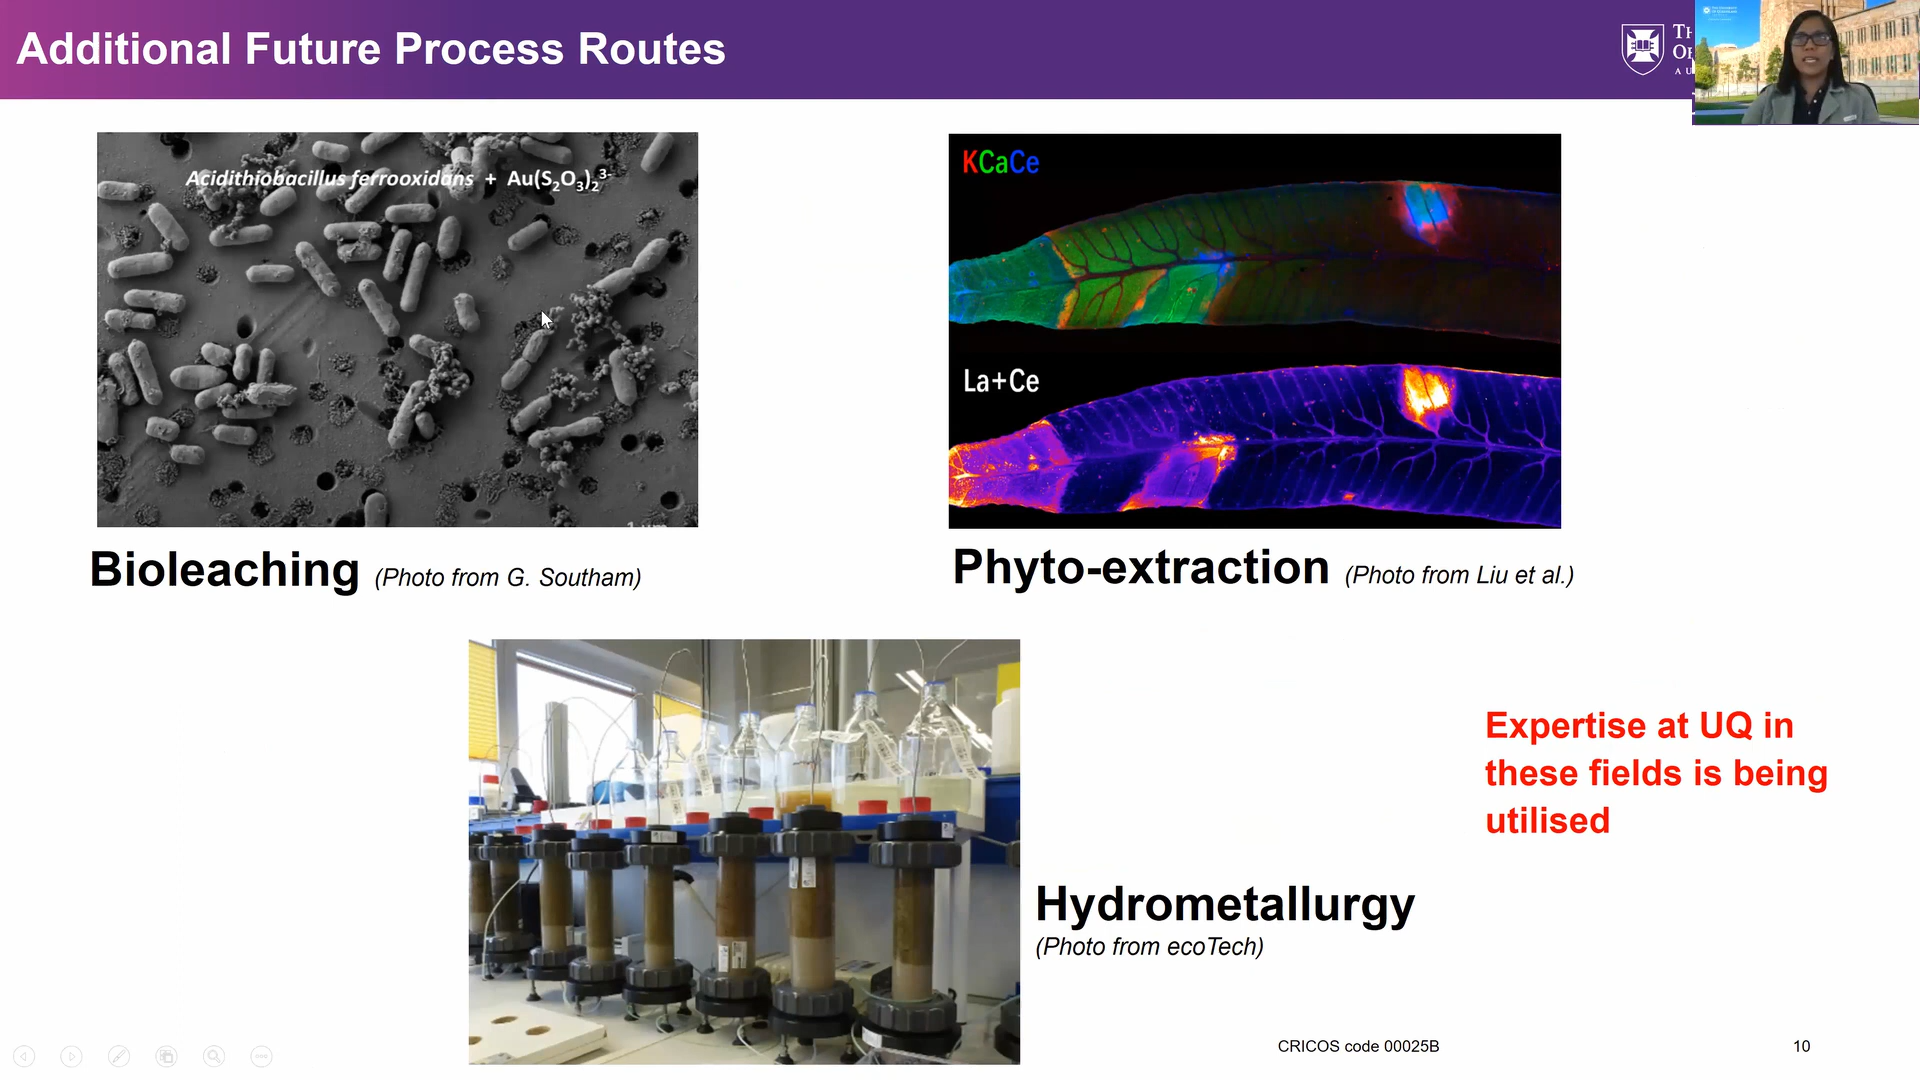 Additional Future Process Routes
Acidithiobacillus ferrooxidans + Au(S₂O₃)₂³⁻
KCaCe
La+Ce
Bioleaching (Photo from G. Southam)
Phyto-extraction (Photo from Liu et al.)
Expertise at UQ in
these fields is being
utilised
Hydrometallurgy
(Photo from ecoTech)
CRICOS code 00025B
10